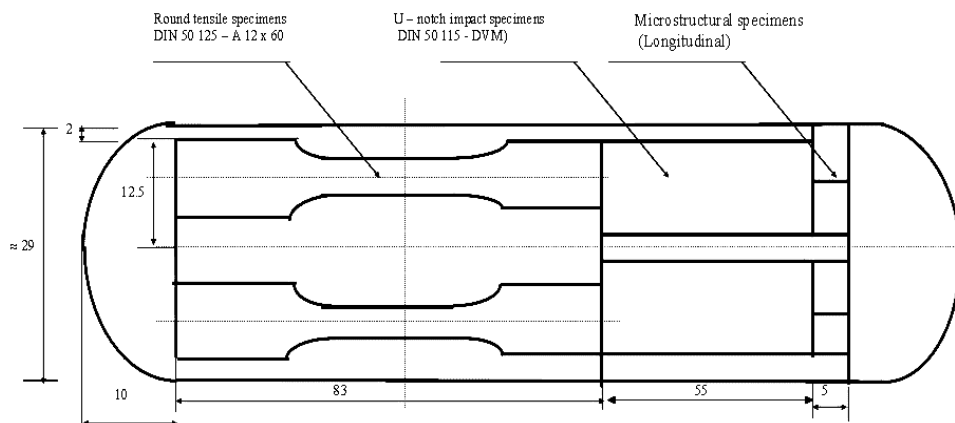 Round tensile specimens
DIN 50 125 – A 12 x 60
U – notch impact specimens
DIN 50 115 - DVM)
Microstructural specimens
(Longitudinal)
2
12.5
≈ 29
10
83
55
5